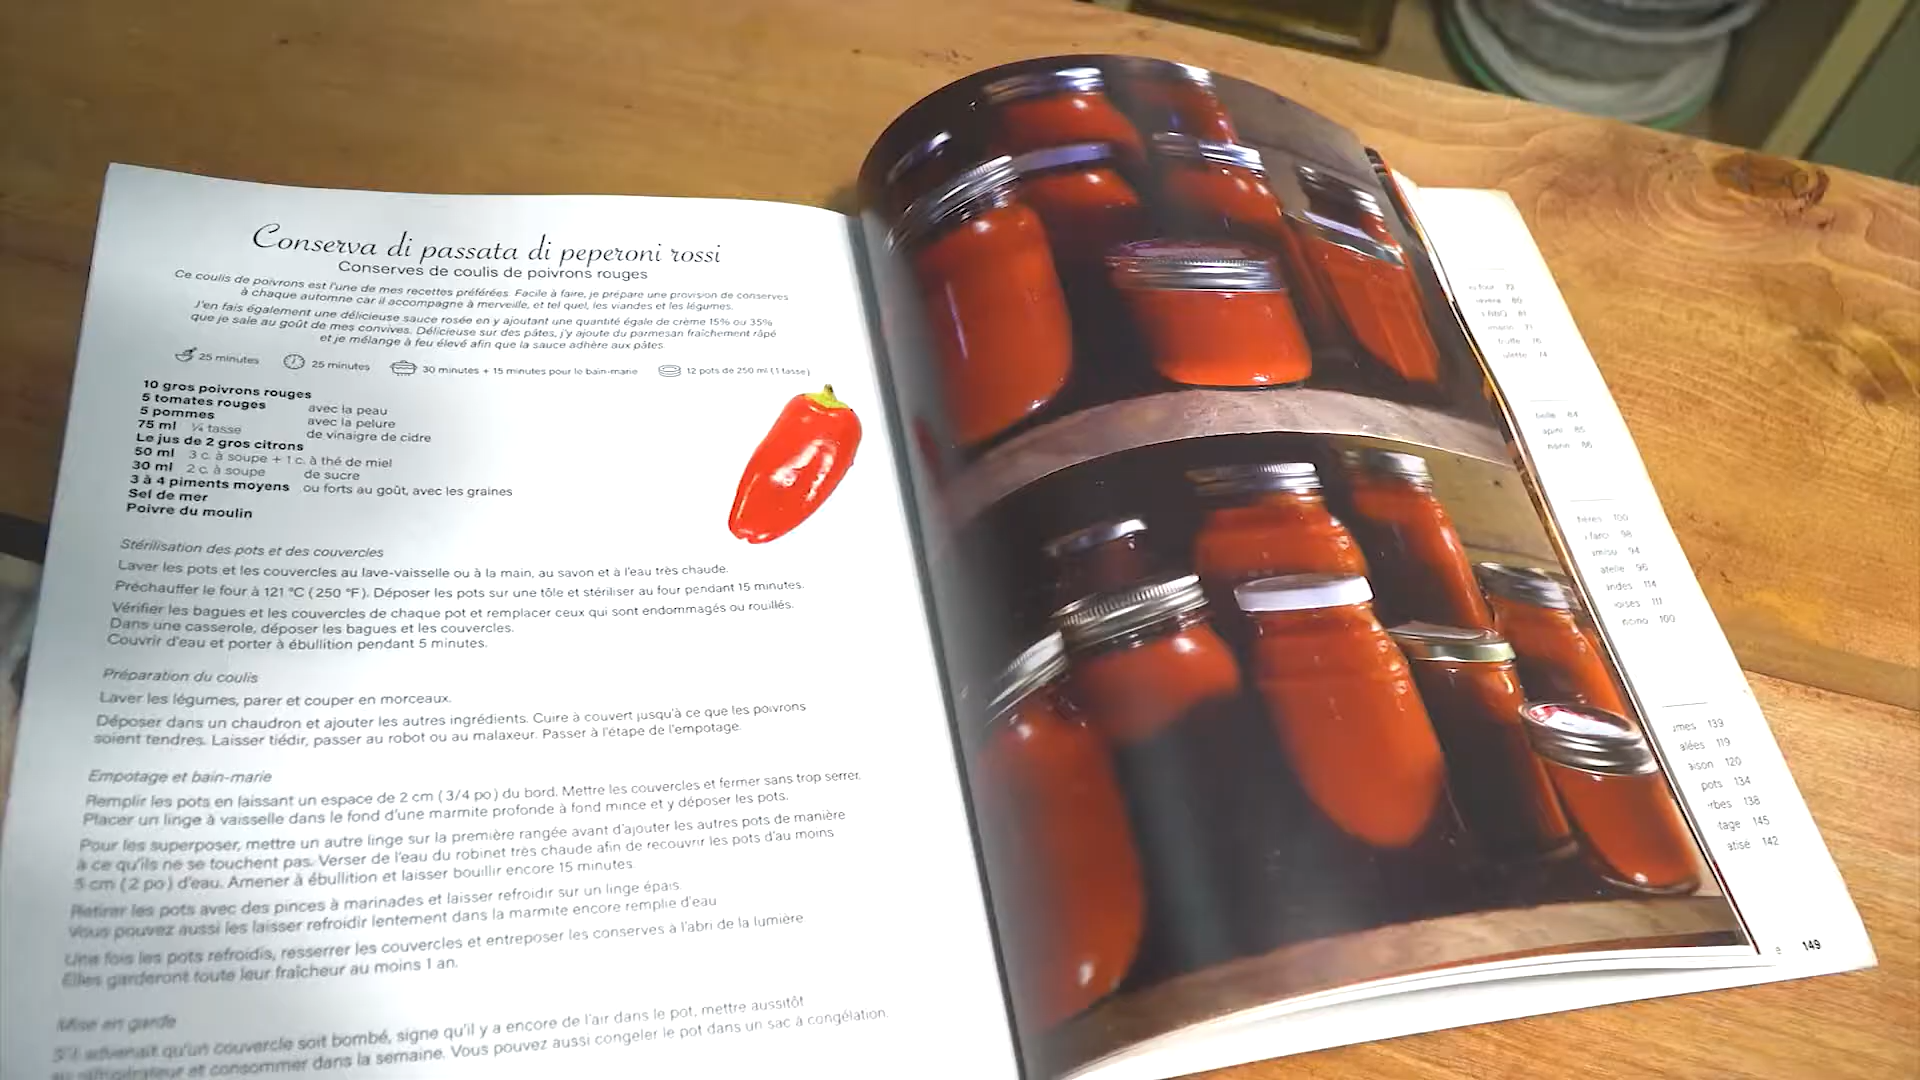 Conserva di passata di peperoni rossi
Conserves de coulis de poivrons rouges
Ce coulis de poivrons est l'une de mes recettes préférées. Facile à faire, je prépare une provision de conserves
à chaque automne car il accompagne à merveille, et tel quel, les viandes et les légumes.
J'en fais également une délicieuse sauce rosée en y ajoutant une quantité égale de crème 15% ou 35%
que je sale au goût de mes convives. Délicieuse sur des pâtes, j'y ajoute du parmesan fraîchement râpé
et je mélange à feu élevé afin que la sauce adhère aux pâtes.
25 minutes 25 minutes 30 minutes + 15 minutes pour le bain-marie 12 pots de 250 ml (1 tasse)
10 gros poivrons rouges
5 tomates rouges avec la peau
5 pommes avec la pelure
75 ml ¼ tasse de vinaigre de cidre
Le jus de 2 gros citrons
50 ml 3 c. à soupe + 1 c. à thé de miel
30 ml 2 c. à soupe de sucre
3 à 4 piments moyens ou forts au goût, avec les graines
Sel de mer
Poivre du moulin
Stérilisation des pots et des couvercles
Laver les pots et les couvercles au lave-vaisselle ou à la main, au savon et à l'eau très chaude.
Préchauffer le four à 121 °C (250 °F). Déposer les pots sur une tôle et stériliser au four pendant 15 minutes.
Vérifier les bagues et les couvercles de chaque pot et remplacer ceux qui sont endommagés ou rouillés.
Dans une casserole, déposer les bagues et les couvercles.
Couvrir d'eau et porter à ébullition pendant 5 minutes.
Préparation du coulis
Laver les légumes, parer et couper en morceaux.
Déposer dans un chaudron et ajouter les autres ingrédients. Cuire à couvert jusqu'à ce que les poivrons
soient tendres. Laisser tiédir, passer au robot ou au malaxeur. Passer à l'étape de l'empotage.
Empotage et bain-marie
Remplir les pots en laissant un espace de 2 cm (3/4 po) du bord. Mettre les couvercles et fermer sans trop serrer.
Placer un linge à vaisselle dans le fond d'une marmite profonde à fond mince et y déposer les pots.
Pour les superposer, mettre un autre linge sur la première rangée avant d'ajouter les autres pots de manière
à ce qu'ils ne se touchent pas. Verser de l'eau du robinet très chaude afin de recouvrir les pots d'au moins
5 cm (2 po) d'eau. Amener à ébullition et laisser bouillir encore 15 minutes.
Retirer les pots avec des pinces à marinades et laisser refroidir sur un linge épais.
Vous pouvez aussi les laisser refroidir lentement dans la marmite encore remplie d'eau
Une fois les pots refroidis, resserrer les couvercles et entreposer les conserves à l'abri de la lumière
Elles garderont toute leur fraîcheur au moins 1 an.
Mise en garde
S'il advenait qu'un couvercle soit bombé, signe qu'il y a encore de l'air dans le pot, mettre aussitôt
au réfrigérateur et consommer dans la semaine. Vous pouvez aussi congeler le pot dans un sac à congélation.
72
80
81
71
76
74
84
85
86
100
98
94
96
114
111
100
139
119
120
pots 134
138
145
142
149